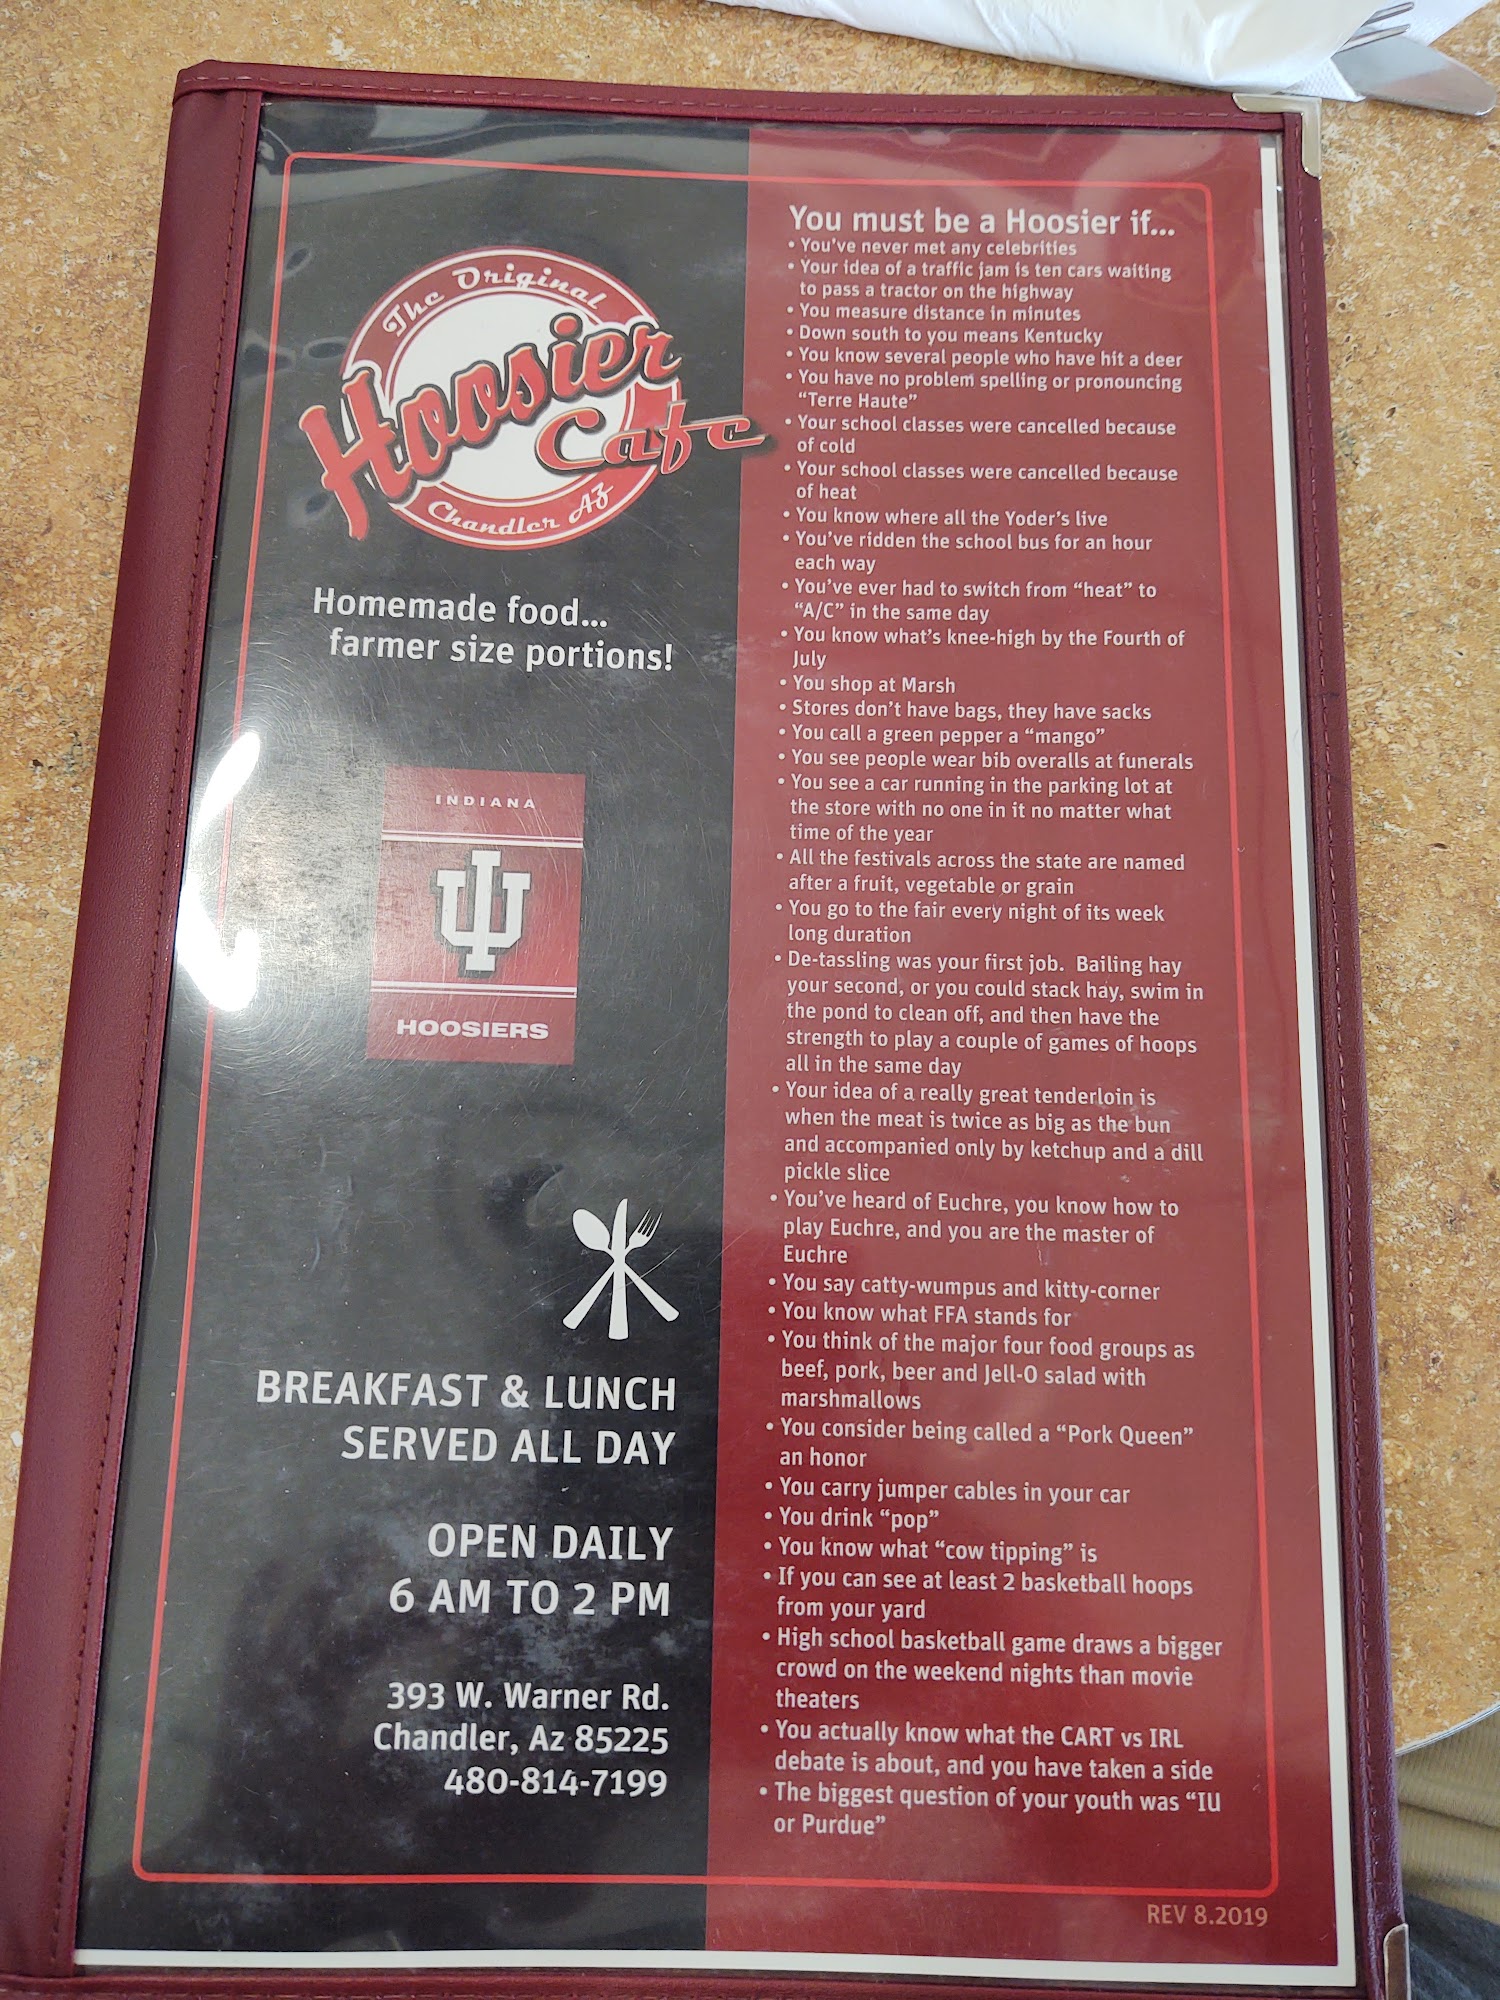 The Original
Hoosier
Cafe
Chandler AZ
Homemade food...
farmer size portions!
INDIANA
IU
HOOSIERS
BREAKFAST & LUNCH
SERVED ALL DAY
OPEN DAILY
6 AM TO 2 PM
393 W. Warner Rd.
Chandler, Az 85225
480-814-7199
You must be a Hoosier if...
• You've never met any celebrities
• Your idea of a traffic jam is ten cars waiting
to pass a tractor on the highway
• You measure distance in minutes
• Down south to you means Kentucky
• You know several people who have hit a deer
• You have no problem spelling or pronouncing
"Terre Haute"
• Your school classes were cancelled because
of cold
• Your school classes were cancelled because
of heat
• You know where all the Yoder's live
• You've ridden the school bus for an hour
each way
• You've ever had to switch from "heat" to
"A/C" in the same day
• You know what's knee-high by the Fourth of
July
• You shop at Marsh
• Stores don't have bags, they have sacks
• You call a green pepper a "mango"
• You see people wear bib overalls at funerals
• You see a car running in the parking lot at
the store with no one in it no matter what
time of the year
• All the festivals across the state are named
after a fruit, vegetable or grain
• You go to the fair every night of its week
long duration
• De-tassling was your first job. Bailing hay
your second, or you could stack hay, swim in
the pond to clean off, and then have the
strength to play a couple of games of hoops
all in the same day
• Your idea of a really great tenderloin is
when the meat is twice as big as the bun
and accompanied only by ketchup and a dill
pickle slice
• You've heard of Euchre, you know how to
play Euchre, and you are the master of
Euchre
• You say catty-wumpus and kitty-corner
• You know what FFA stands for
• You think of the major four food groups as
beef, pork, beer and Jell-O salad with
marshmallows
• You consider being called a "Pork Queen"
an honor
• You carry jumper cables in your car
• You drink "pop"
• You know what "cow tipping" is
• If you can see at least 2 basketball hoops
from your yard
• High school basketball game draws a bigger
crowd on the weekend nights than movie
theaters
• You actually know what the CART vs IRL
debate is about, and you have taken a side
• The biggest question of your youth was "IU
or Purdue"
REV 8.2019